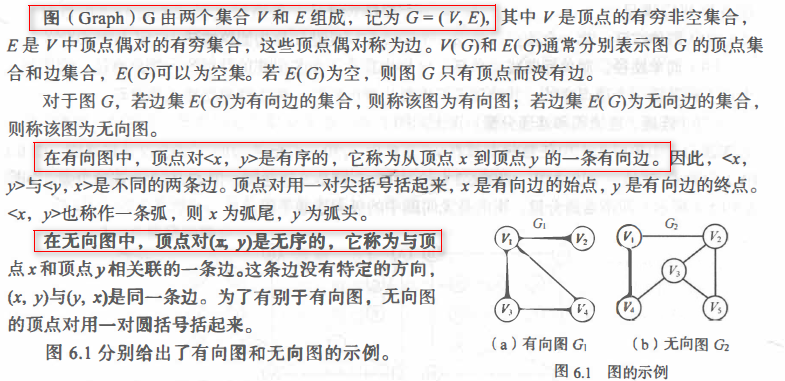 图（Graph）G 由两个集合 V 和 E 组成，记为 G = (V, E)，其中 V 是顶点的有穷非空集合，
E 是 V 中顶点偶对的有穷集合，这些顶点偶对称为边。V(G)和 E(G)通常分别表示图 G 的顶点集
合和边集合，E(G)可以为空集。若 E(G)为空，则图 G 只有顶点而没有边。
对于图 G，若边集 E(G)为有向边的集合，则称该图为有向图；若边集 E(G)为无向边的集合，
则称该图为无向图。
在有向图中，顶点对<x, y>是有序的，它称为从顶点 x 到顶点 y 的一条有向边。因此，<x,
y>与<y, x>是不同的两条边。顶点对用一对尖括号括起来，x 是有向边的始点，y 是有向边的终点。
<x, y>也称作一条弧，则 x 为弧尾，y 为弧头。
在无向图中，顶点对(x, y)是无序的，它称为与顶
点 x 和顶点 y 相关联的一条边。这条边没有特定的方向，
(x, y)与(y, x)是同一条边。为了有别于有向图，无向图
的顶点对用一对圆括号括起来。
图 6.1 分别给出了有向图和无向图的示例。
G1
V1 V2
V3 V4
（a）有向图 G1
G2
V1 V2
V3
V4 V5
（b）无向图 G2
图 6.1 图的示例